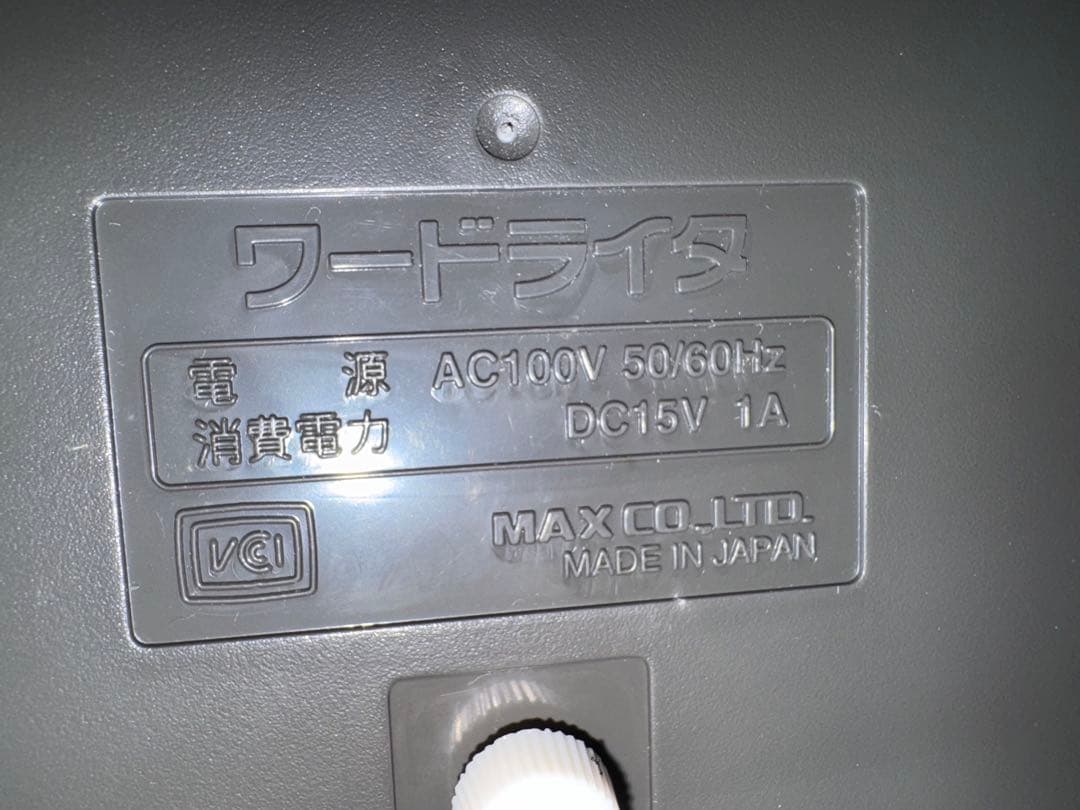 ワードライタ
電源 AC100V 50/60Hz
消費電力 DC15V 1A
VCCI
MAX CO.,LTD.
MADE IN JAPAN